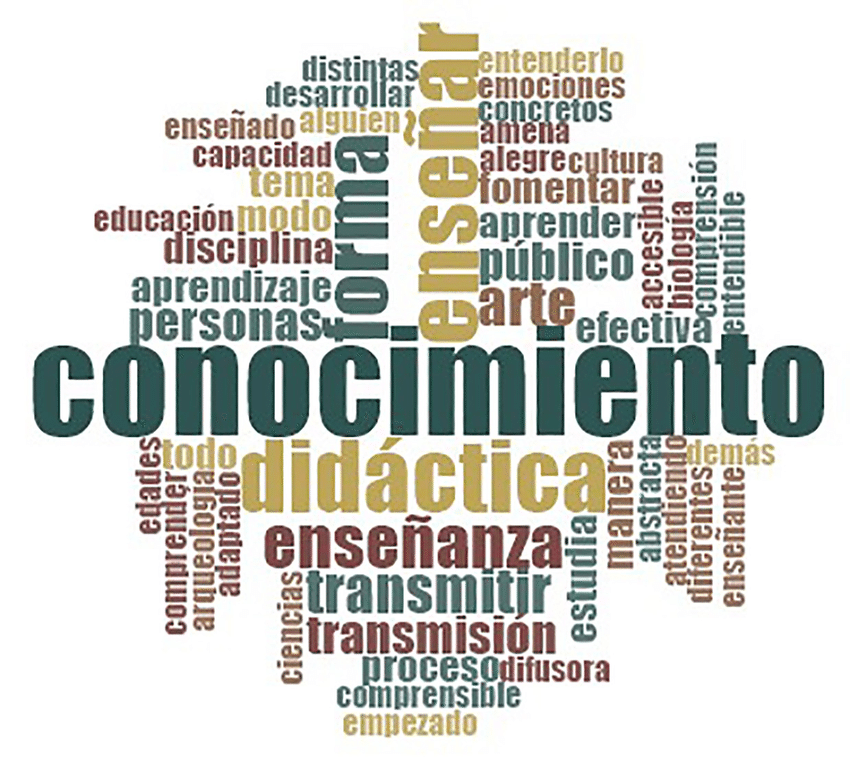 enseñar
distintas
entenderlo
desarrollar
emociones
concretos
enseñado
alguien
amena
capacidad
forma
alegre
cultura
tema
fomentar
educación
modo
aprender
accesible
biología
comprensión
entendible
disciplina
público
aprendizaje
arte
personas
efectiva
conocimiento
edades
todo
didáctica
manera
abstracta
atendiendo
demás
comprender
arqueología
adaptado
diferentes
enseñante
enseñanza
estudia
ciencias
transmitir
transmisión
proceso
difusora
comprensible
empezado